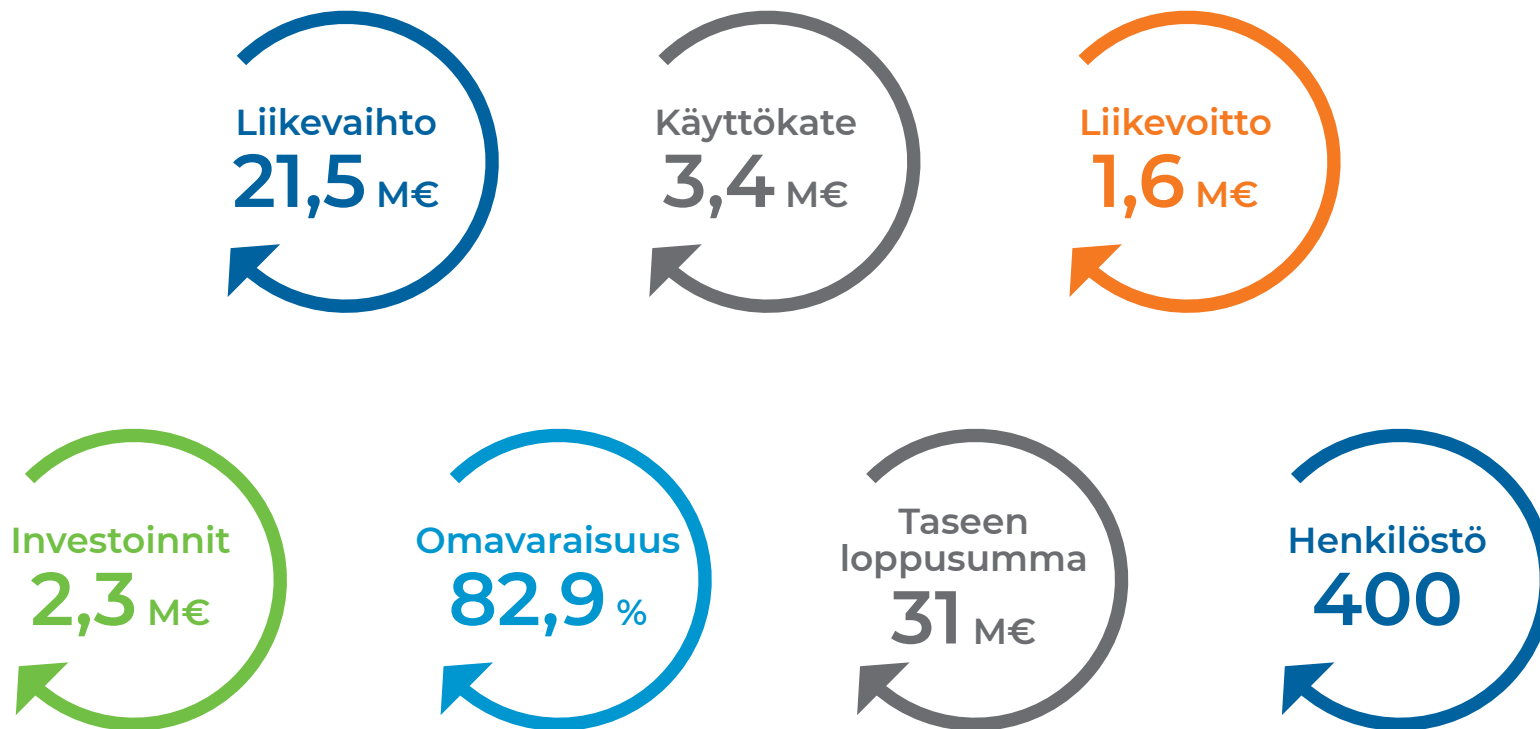 Liikevaihto
21,5 M€
Käyttökate
3,4 M€
Liikevoitto
1,6 M€
Investoinnit
2,3 M€
Omavaraisuus
82,9 %
Taseen
loppusumma
31 M€
Henkilöstö
400